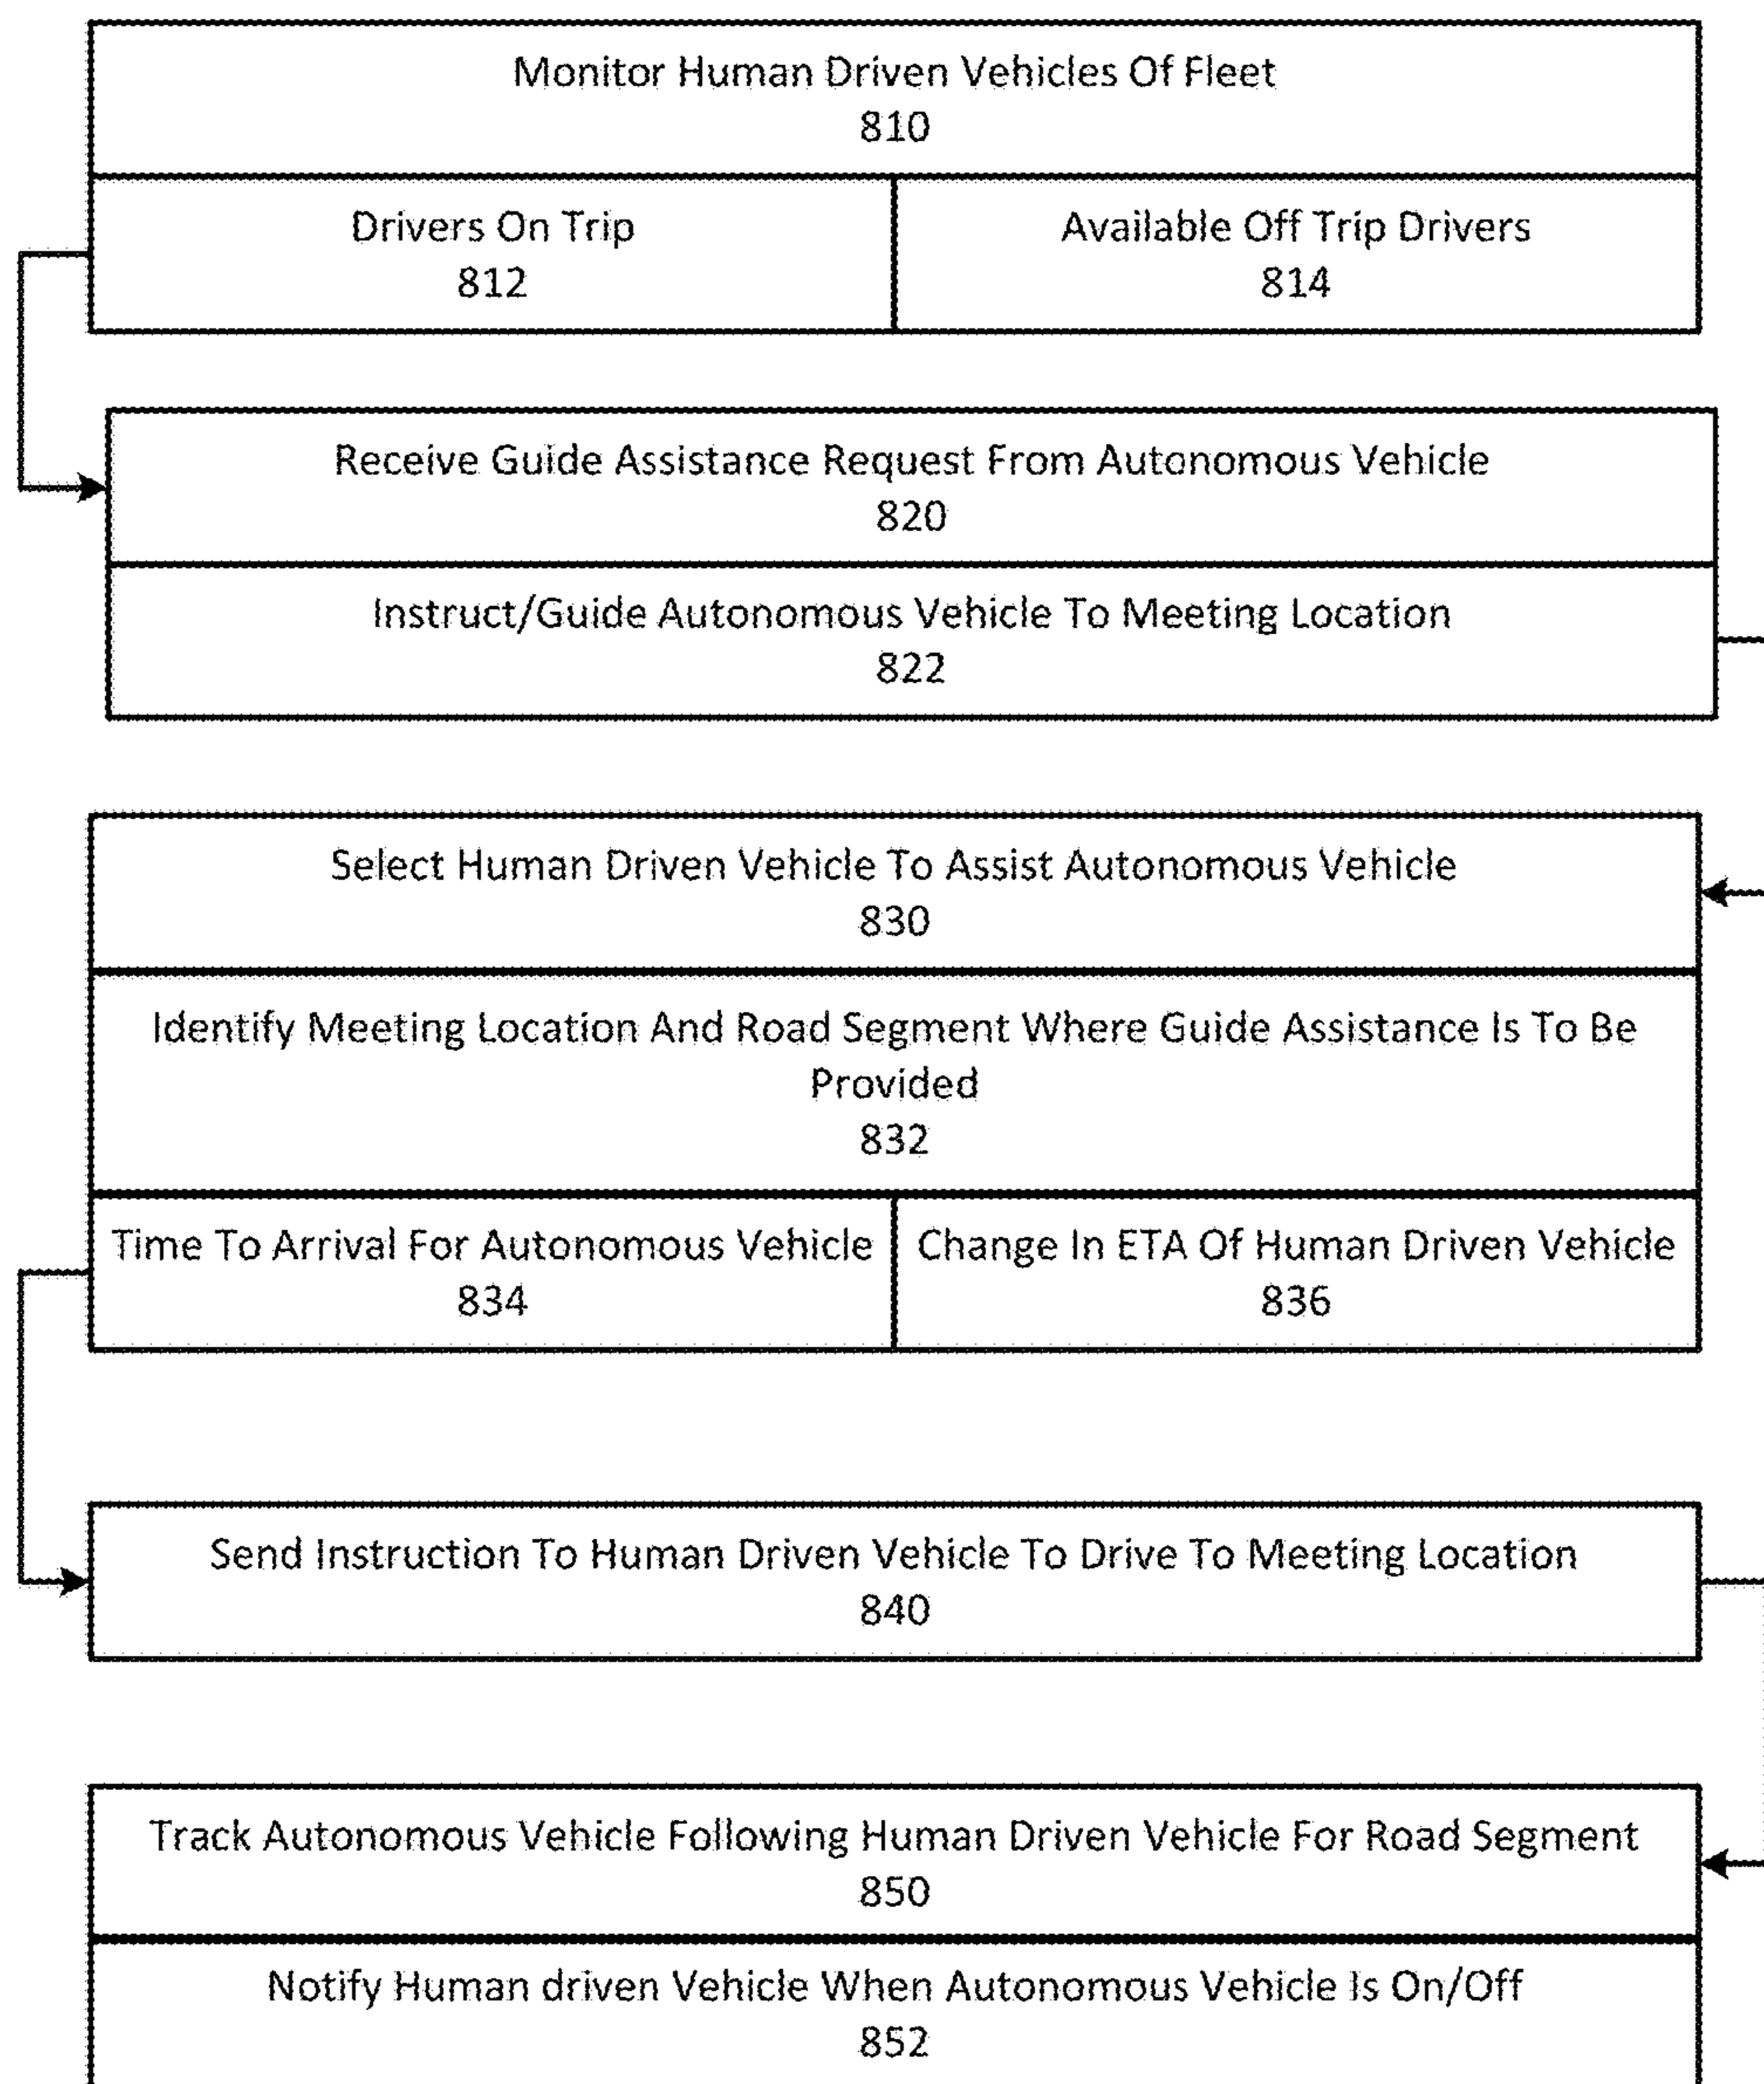 Monitor Human Driven Vehicles Of Fleet
810
Drivers On Trip
812
Available Off Trip Drivers
814
Receive Guide Assistance Request From Autonomous Vehicle
820
Instruct/Guide Autonomous Vehicle To Meeting Location
822
Select Human Driven Vehicle To Assist Autonomous Vehicle
830
Identify Meeting Location And Road Segment Where Guide Assistance Is To Be
Provided
832
Time To Arrival For Autonomous Vehicle
834
Change In ETA Of Human Driven Vehicle
836
Send Instruction To Human Driven Vehicle To Drive To Meeting Location
840
Track Autonomous Vehicle Following Human Driven Vehicle For Road Segment
850
Notify Human driven Vehicle When Autonomous Vehicle Is On/Off
852